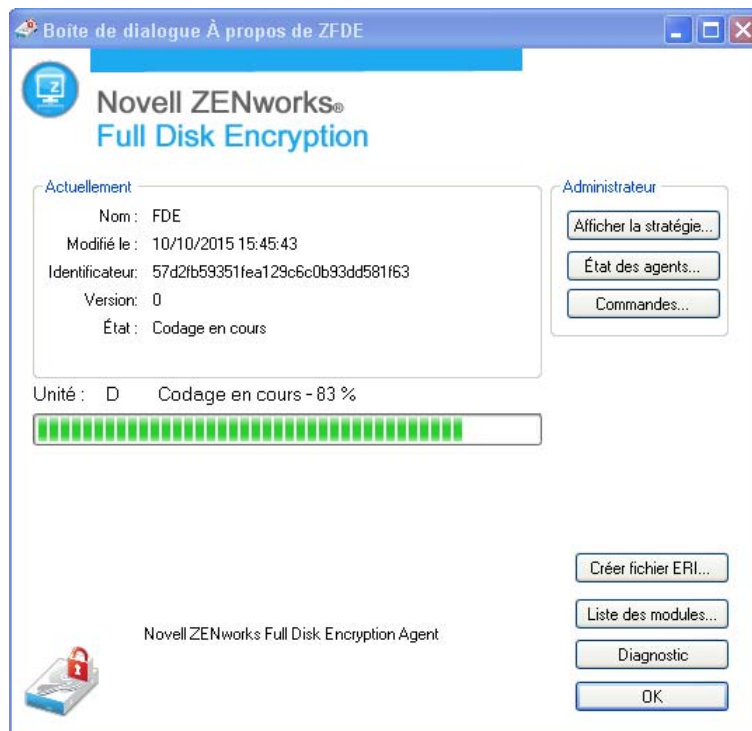 Boîte de dialogue À propos de ZFDE
Z
Novell ZENworks®
Full Disk Encryption
Actuellement
Nom : FDE
Modifié le : 10/10/2015 15:45:43
Identificateur: 57d2fb59351fea129c6c0b93dd581f63
Version: 0
État : Codage en cours
Administrateur
Afficher la stratégie...
État des agents...
Commandes...
Unité : D Codage en cours - 83 %
Créer fichier ERI...
Liste des modules...
Novell ZENworks Full Disk Encryption Agent
Diagnostic
OK